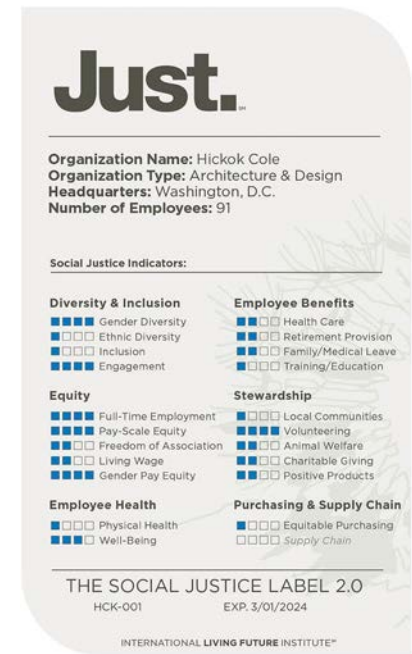 Just.
SM
Organization Name: Hickok Cole
Organization Type: Architecture & Design
Headquarters: Washington, D.C.
Number of Employees: 91
Social Justice Indicators:
Diversity & Inclusion
Gender Diversity
Ethnic Diversity
Inclusion
Engagement
Equity
Full-Time Employment
Pay-Scale Equity
Freedom of Association
Living Wage
Gender Pay Equity
Employee Health
Physical Health
Well-Being
Employee Benefits
Health Care
Retirement Provision
Family/Medical Leave
Training/Education
Stewardship
Local Communities
Volunteering
Animal Welfare
Charitable Giving
Positive Products
Purchasing & Supply Chain
Equitable Purchasing
Supply Chain
THE SOCIAL JUSTICE LABEL 2.0
HCK-001 EXP. 3/01/2024
INTERNATIONAL LIVING FUTURE INSTITUTE℠